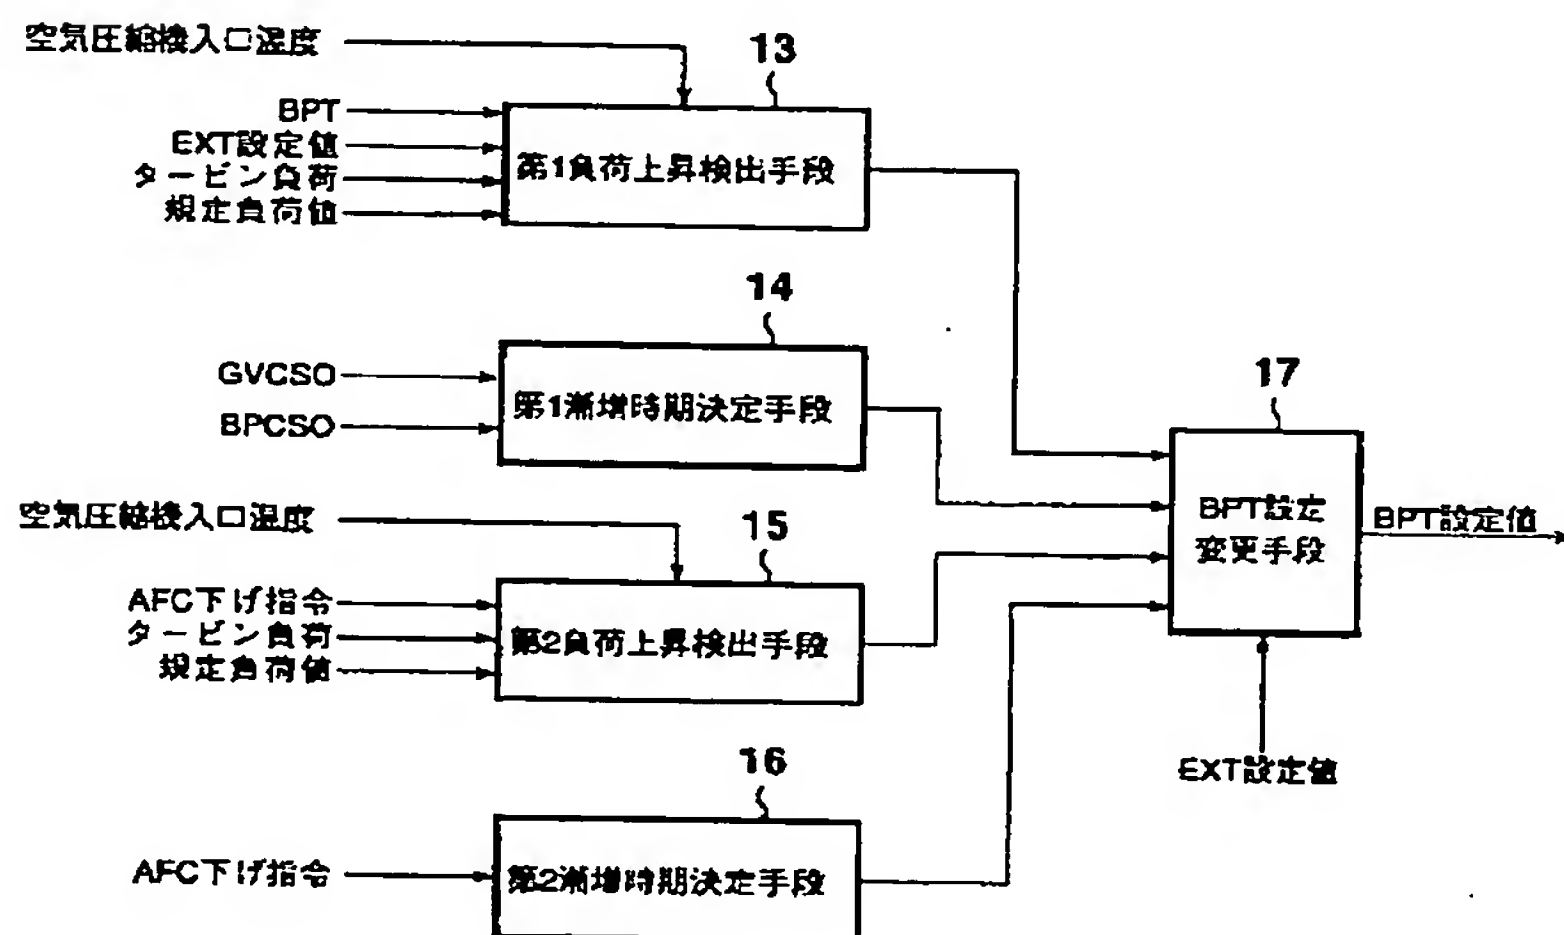 空気圧縮機入口温度
13
BPT
EXT設定値
タービン負荷
規定負荷値
第1負荷上昇検出手段
14
GVCSO
BPCSO
第1漸増時期決定手段
17
BPT設定
変更手段
BPT設定値
EXT設定値
空気圧縮機入口温度
15
AFC下げ指令
タービン負荷
規定負荷値
第2負荷上昇検出手段
16
AFC下げ指令
第2漸増時期決定手段